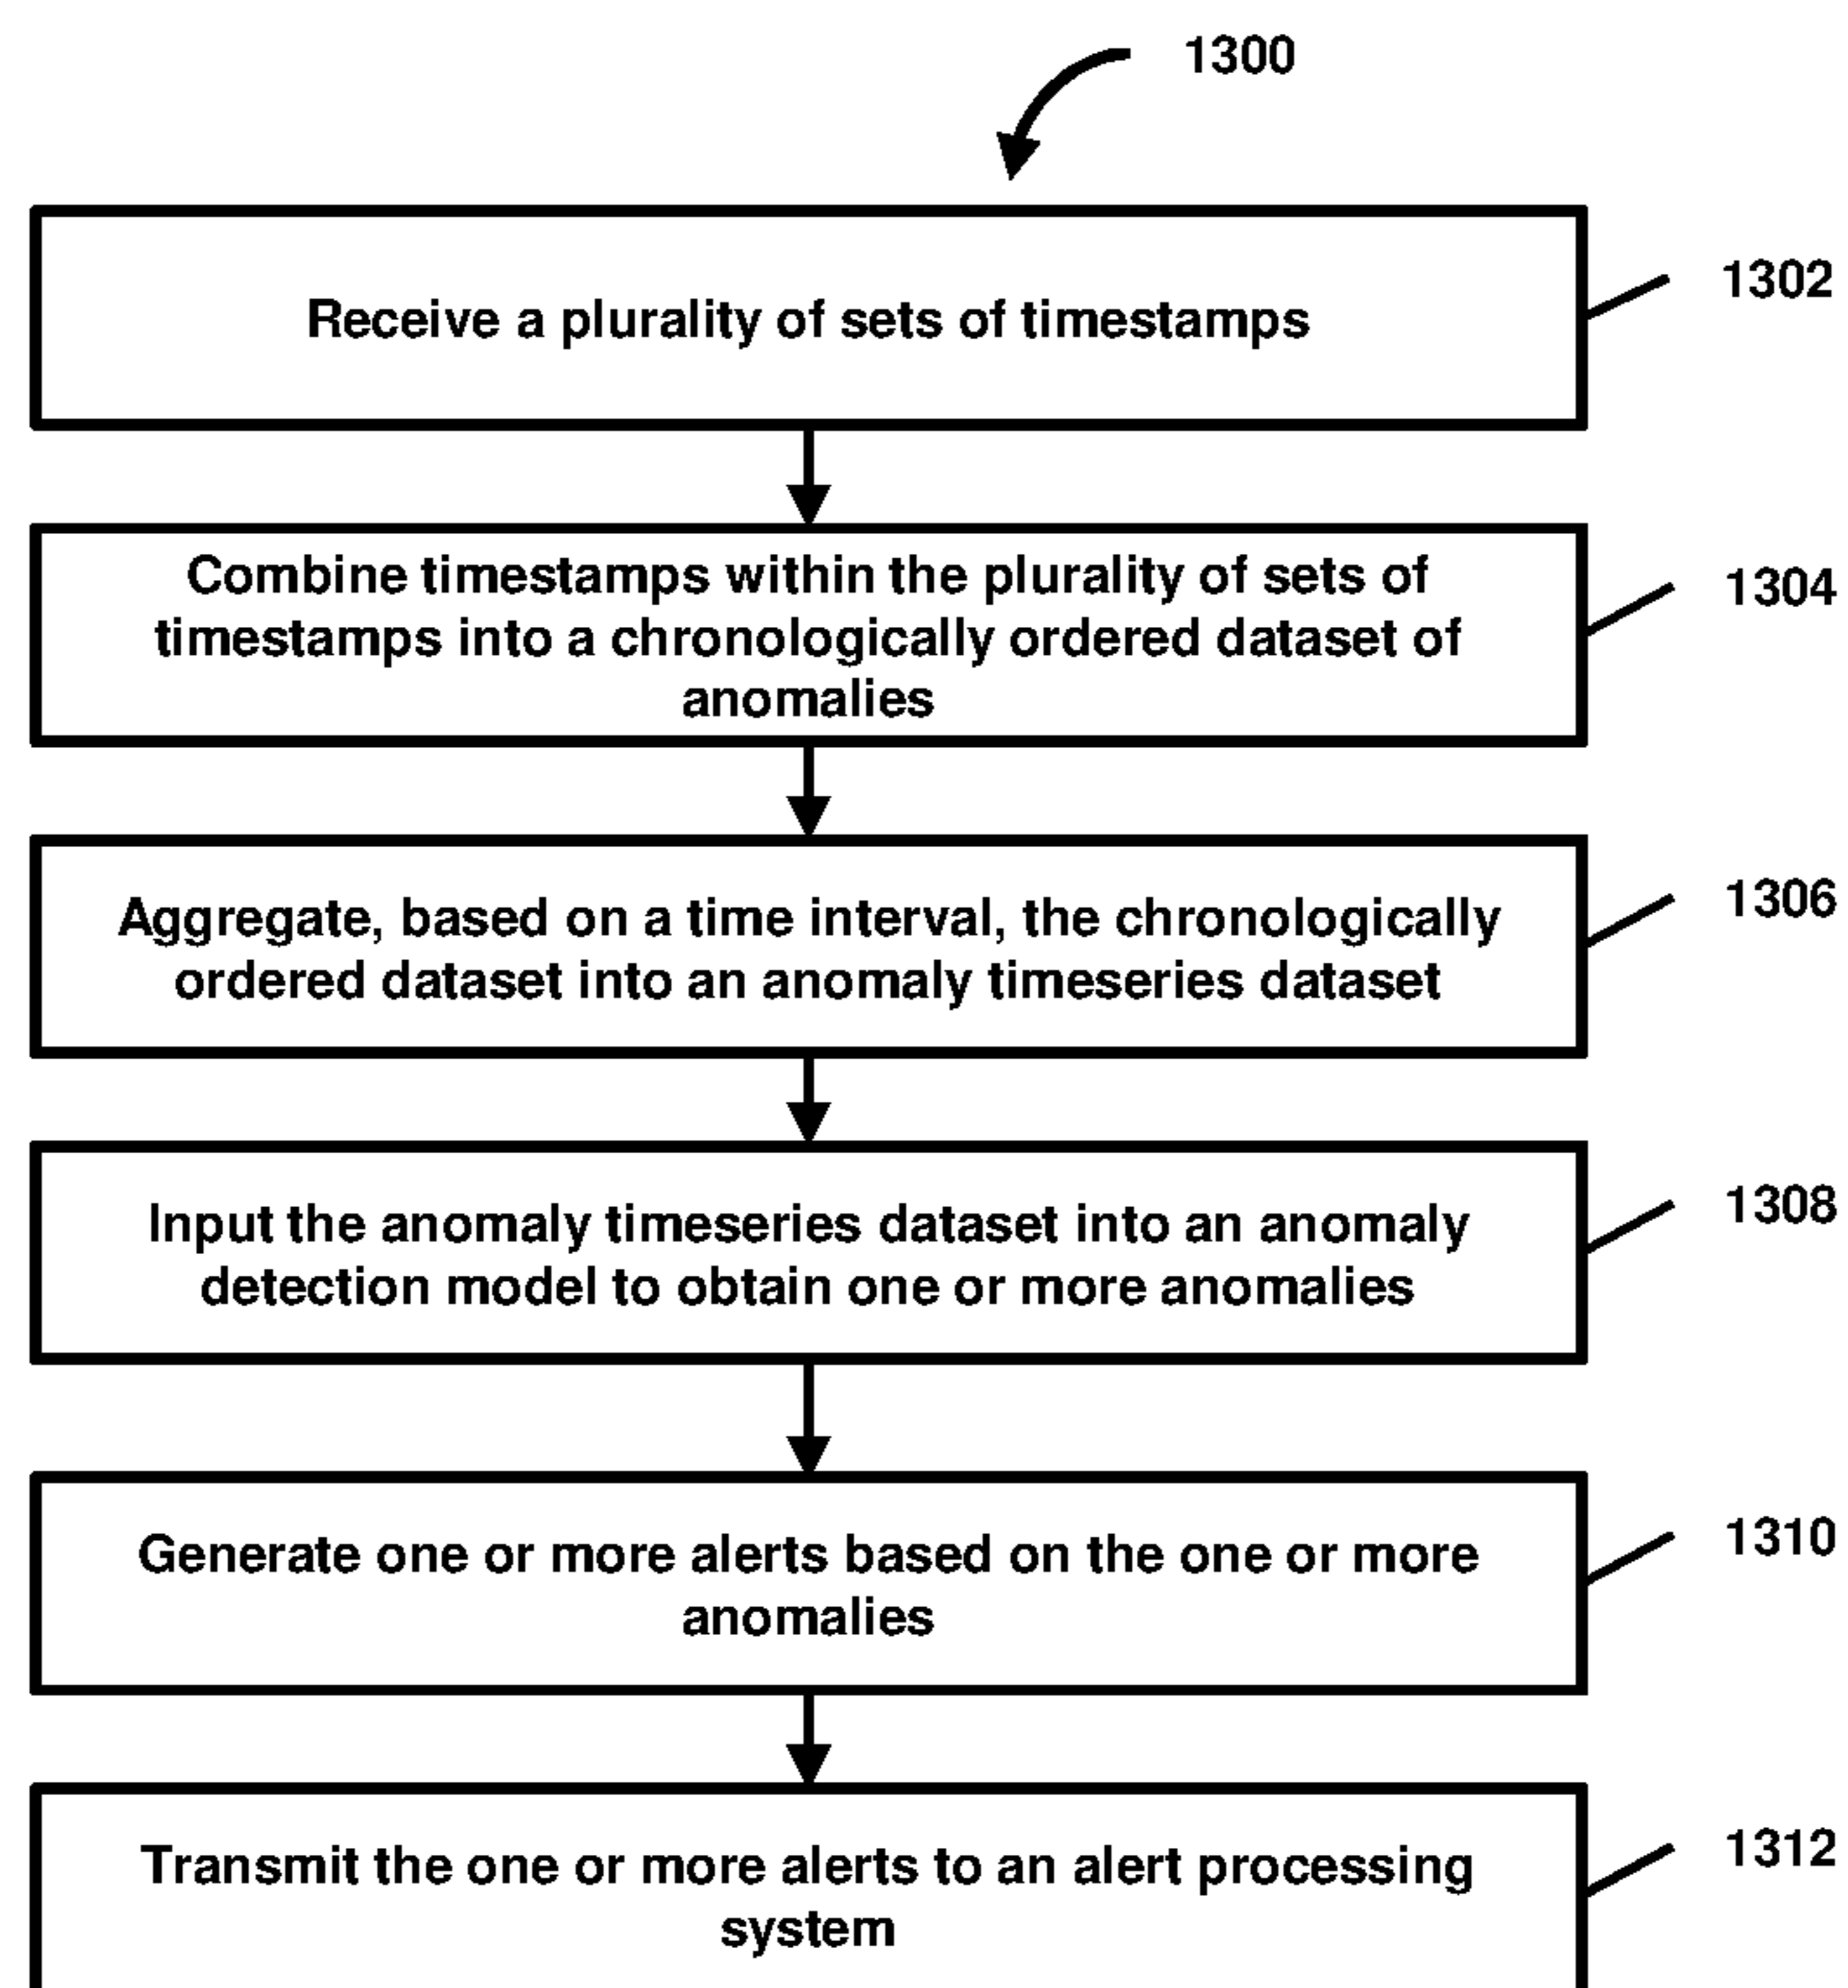 1300
Receive a plurality of sets of timestamps
1302
Combine timestamps within the plurality of sets of
timestamps into a chronologically ordered dataset of
anomalies
1304
Aggregate, based on a time interval, the chronologically
ordered dataset into an anomaly timeseries dataset
1306
Input the anomaly timeseries dataset into an anomaly
detection model to obtain one or more anomalies
1308
Generate one or more alerts based on the one or more
anomalies
1310
Transmit the one or more alerts to an alert processing
system
1312